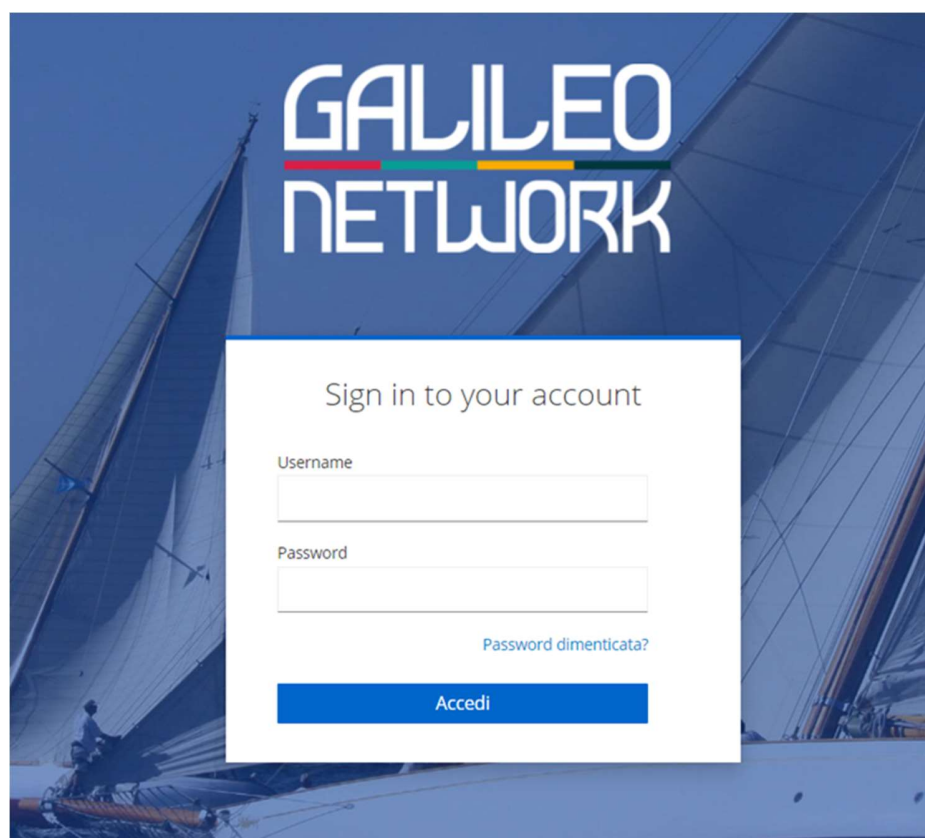 GALILEO
NETWORK
Sign in to your account
Username
Password
Password dimenticata?
Accedi